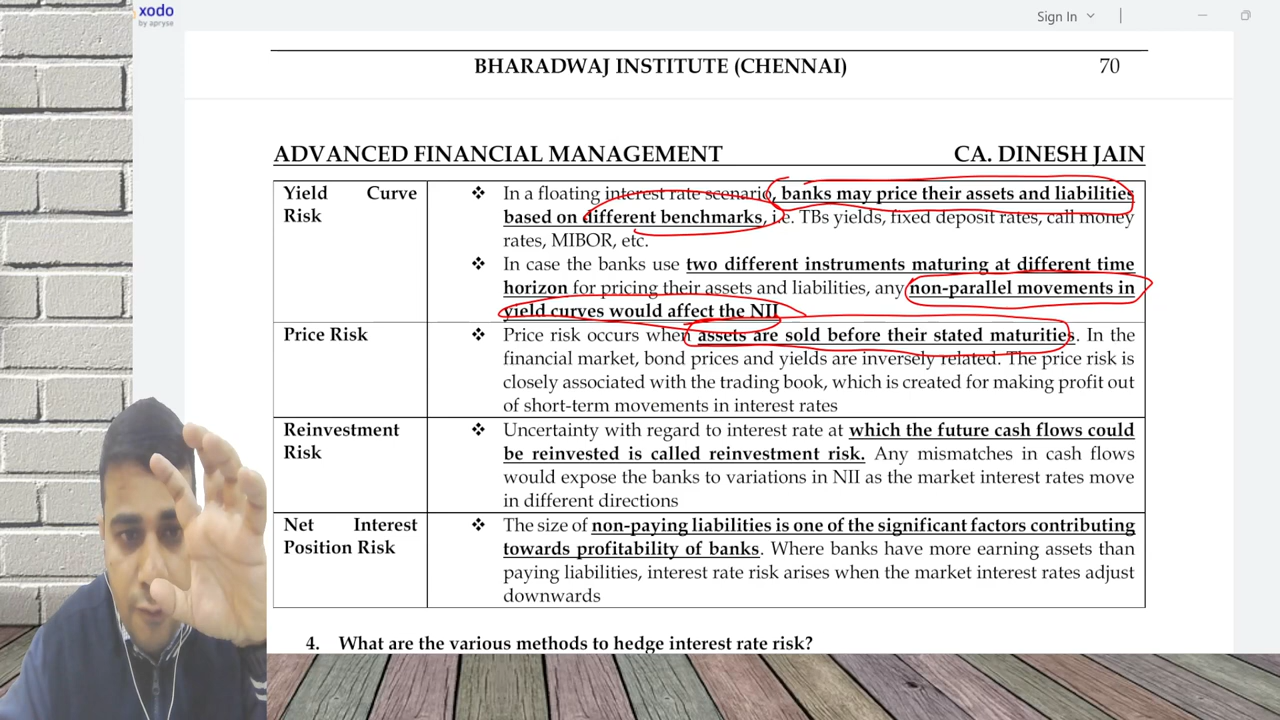 xodo
by apryse
Sign In
BHARADWAJ INSTITUTE (CHENNAI) 70
ADVANCED FINANCIAL MANAGEMENT CA. DINESH JAIN
Yield Curve
Risk
❖ In a floating interest rate scenario, banks may price their assets and liabilities
based on different benchmarks, i.e. TBs yields, fixed deposit rates, call money
rates, MIBOR, etc.
❖ In case the banks use two different instruments maturing at different time
horizon for pricing their assets and liabilities, any non-parallel movements in
yield curves would affect the NII
Price Risk
❖ Price risk occurs when assets are sold before their stated maturities. In the
financial market, bond prices and yields are inversely related. The price risk is
closely associated with the trading book, which is created for making profit out
of short-term movements in interest rates
Reinvestment
Risk
❖ Uncertainty with regard to interest rate at which the future cash flows could
be reinvested is called reinvestment risk. Any mismatches in cash flows
would expose the banks to variations in NII as the market interest rates move
in different directions
Net Interest
Position Risk
❖ The size of non-paying liabilities is one of the significant factors contributing
towards profitability of banks. Where banks have more earning assets than
paying liabilities, interest rate risk arises when the market interest rates adjust
downwards
4. What are the various methods to hedge interest rate risk?